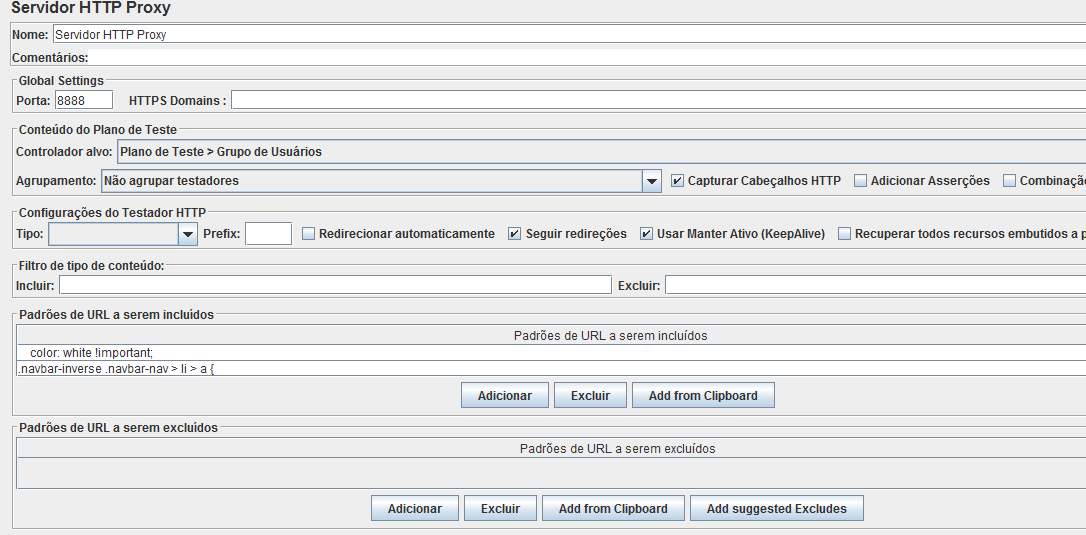 Servidor HTTP Proxy
Nome: Servidor HTTP Proxy
Comentários:
Global Settings
Porta: 8888 HTTPS Domains :
Conteúdo do Plano de Teste
Controlador alvo: Plano de Teste > Grupo de Usuários
Agrupamento: Não agrupar testadores Capturar Cabeçalhos HTTP Adicionar Asserções Combinação
Configurações do Testador HTTP
Tipo: Prefix: Redirecionar automaticamente Seguir redireções Usar Manter Ativo (KeepAlive) Recuperar todos recursos embutidos a p
Filtro de tipo de conteúdo:
Incluir: Excluir:
Padrões de URL a serem incluídos
Padrões de URL a serem incluídos
color: white !important;
.navbar-inverse .navbar-nav > li > a {
Adicionar Excluir Add from Clipboard
Padrões de URL a serem excluídos
Padrões de URL a serem excluídos
Adicionar Excluir Add from Clipboard Add suggested Excludes